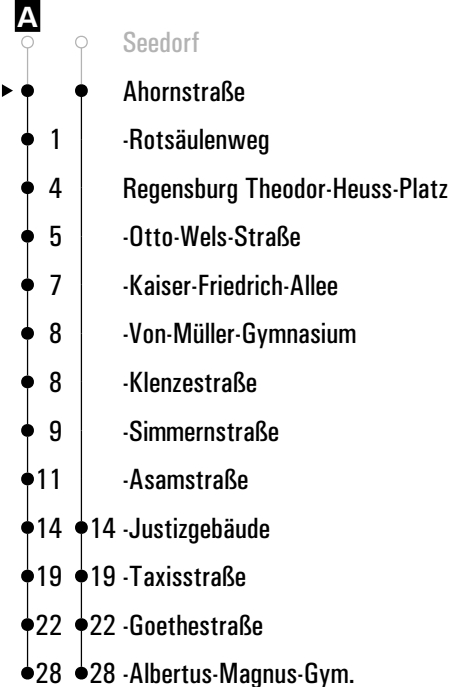 A
Seedorf
Ahornstraße
1 -Rotsäulenweg
4 Regensburg Theodor-Heuss-Platz
5 -Otto-Wels-Straße
7 -Kaiser-Friedrich-Allee
8 -Von-Müller-Gymnasium
8 -Klenzestraße
9 -Simmernstraße
11 -Asamstraße
14 14 -Justizgebäude
19 19 -Taxisstraße
22 22 -Goethestraße
28 28 -Albertus-Magnus-Gym.